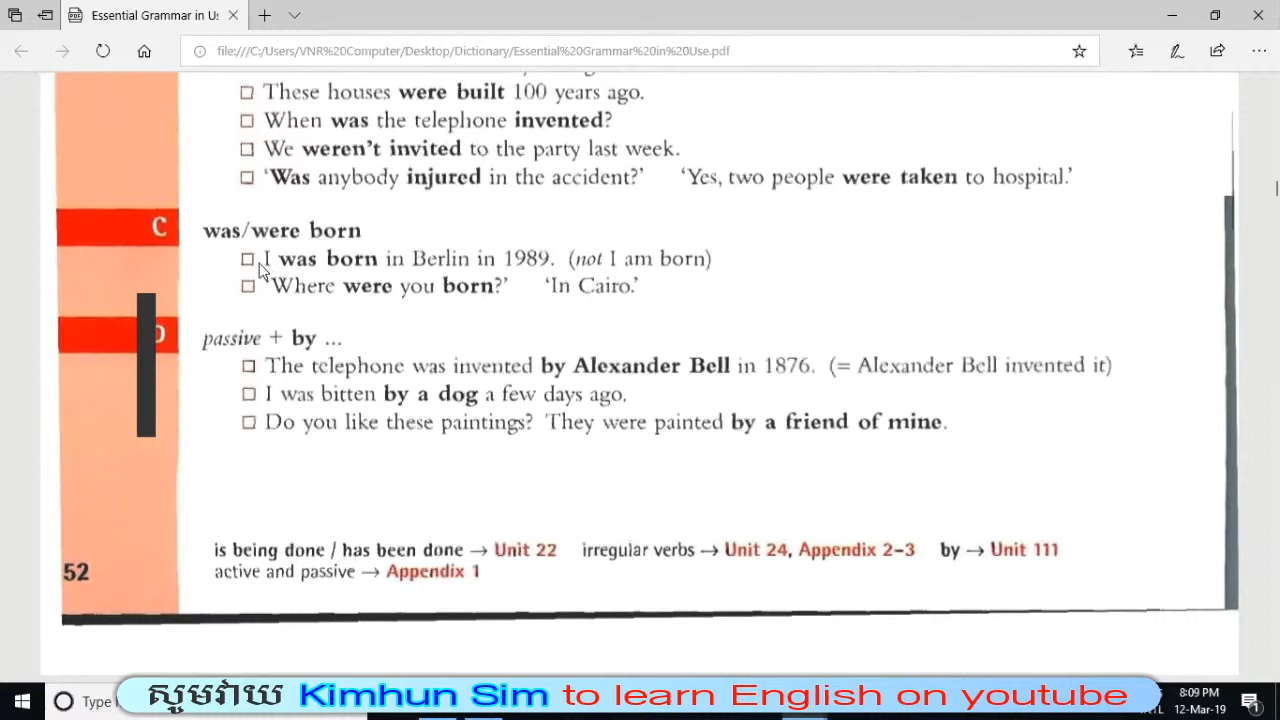 Essential Grammar in Us
file:///C:/Users/VNR%20Computer/Desktop/Dictionary/Essential%20Grammar%20in%20Use.pdf
These houses were built 100 years ago.
When was the telephone invented?
We weren't invited to the party last week.
'Was anybody injured in the accident?' 'Yes, two people were taken to hospital.'
C
was/were born
I was born in Berlin in 1989. (not I am born)
'Where were you born?' 'In Cairo.'
D
passive + by ...
The telephone was invented by Alexander Bell in 1876. (= Alexander Bell invented it)
I was bitten by a dog a few days ago.
Do you like these paintings? They were painted by a friend of mine.
is being done / has been done → Unit 22 irregular verbs → Unit 24, Appendix 2–3 by → Unit 111
52 active and passive → Appendix 1
សូមវាយ Kimhun Sim to learn English on youtube
Type
8:09 PM
12-Mar-19